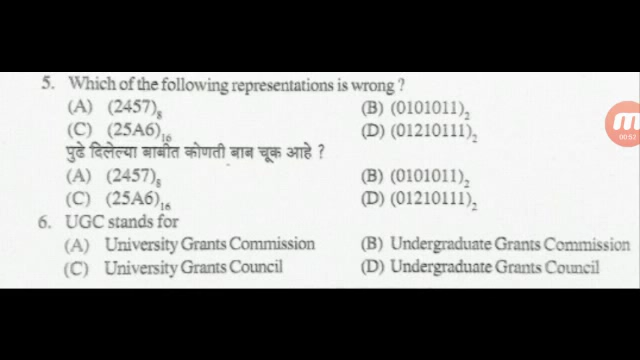 5. Which of the following representations is wrong ?
(A) (2457)₈ (B) (0101011)₂
(C) (25A6)₁₆ (D) (01210111)₂
पुढे दिलेल्या बाबीत कोणती बाब चूक आहे ?
(A) (2457)₈ (B) (0101011)₂
(C) (25A6)₁₆ (D) (01210111)₂
6. UGC stands for
(A) University Grants Commission (B) Undergraduate Grants Commission
(C) University Grants Council (D) Undergraduate Grants Council
00:53